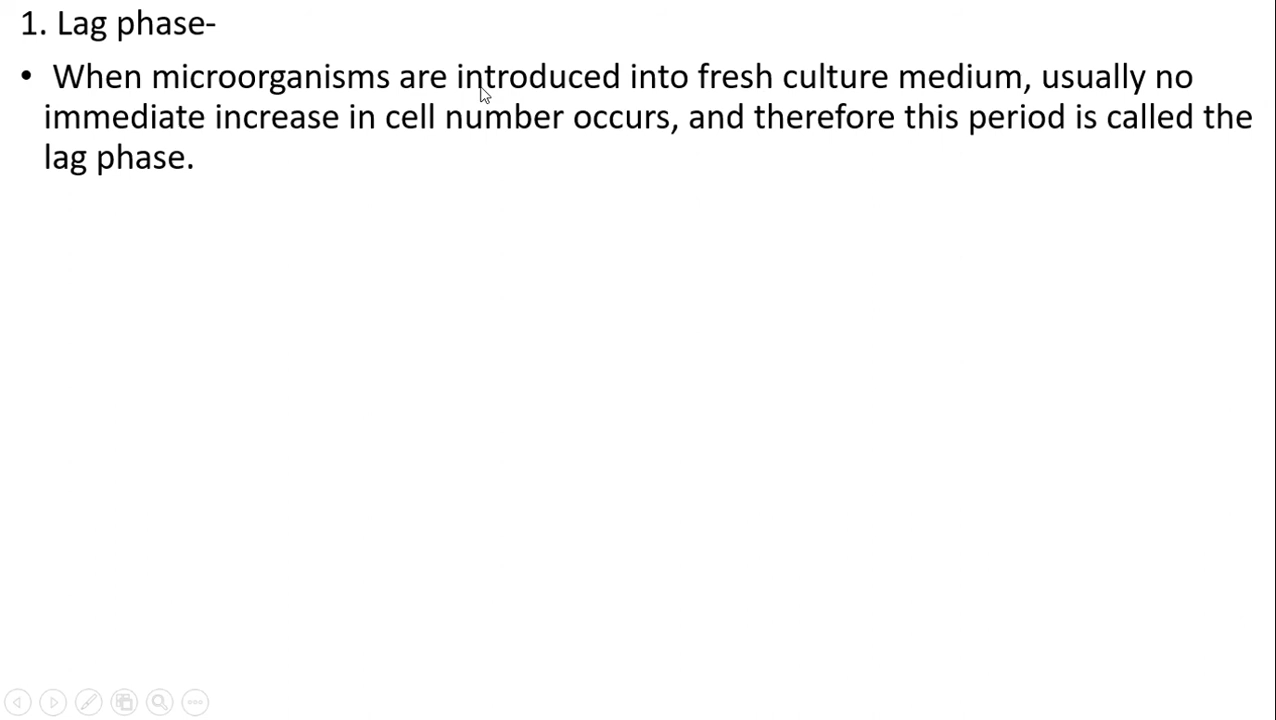 1. Lag phase-
• When microorganisms are introduced into fresh culture medium, usually no
immediate increase in cell number occurs, and therefore this period is called the
lag phase.